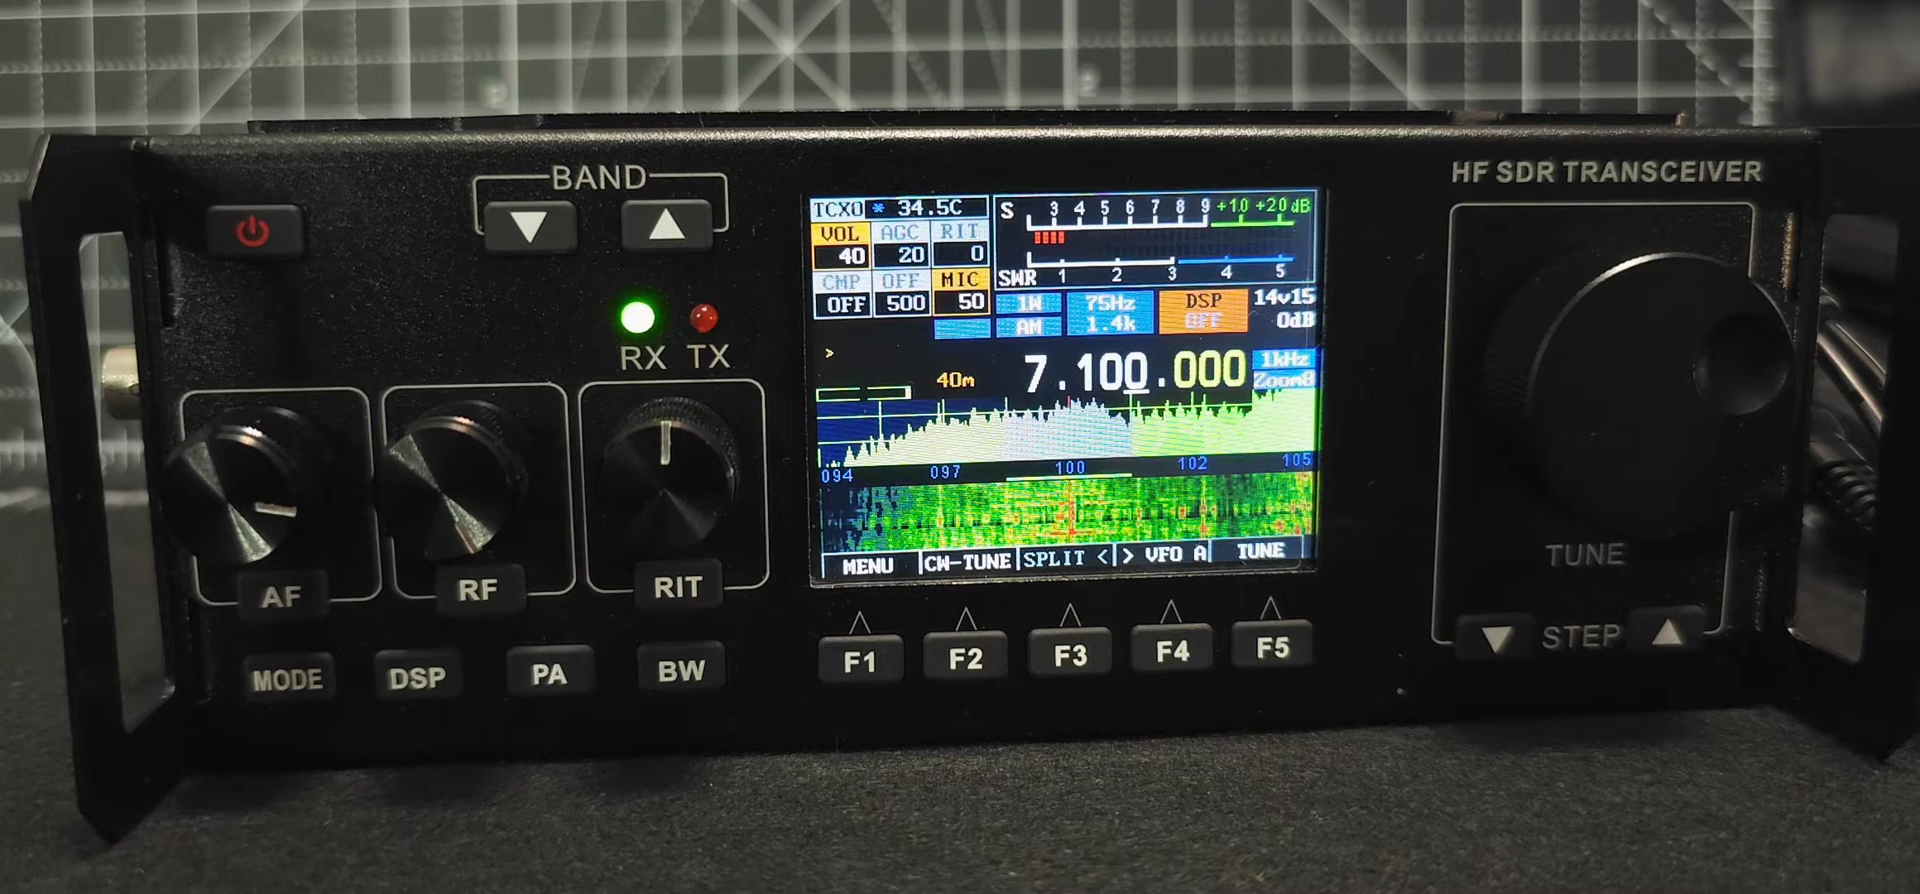 BAND
HF SDR TRANSCEIVER
RX TX
AF
RF
RIT
MODE
DSP
PA
BW
TCXO * 34.5C
VOL AGC RIT
40 20 0
CMP OFF MIC
OFF 500 50
S 3 4 5 6 7 8 9 +10 +20 dB
SWR 1 2 3 4 5
1W 75Hz DSP 14v15
AM 1.4k OFF 0dB
>
40m 7.100.000 1kHz
Zoom8
094 097 100 102 105
MENU CW-TUNE SPLIT < > VFO A TUNE
F1 F2 F3 F4 F5
TUNE
STEP
2
2